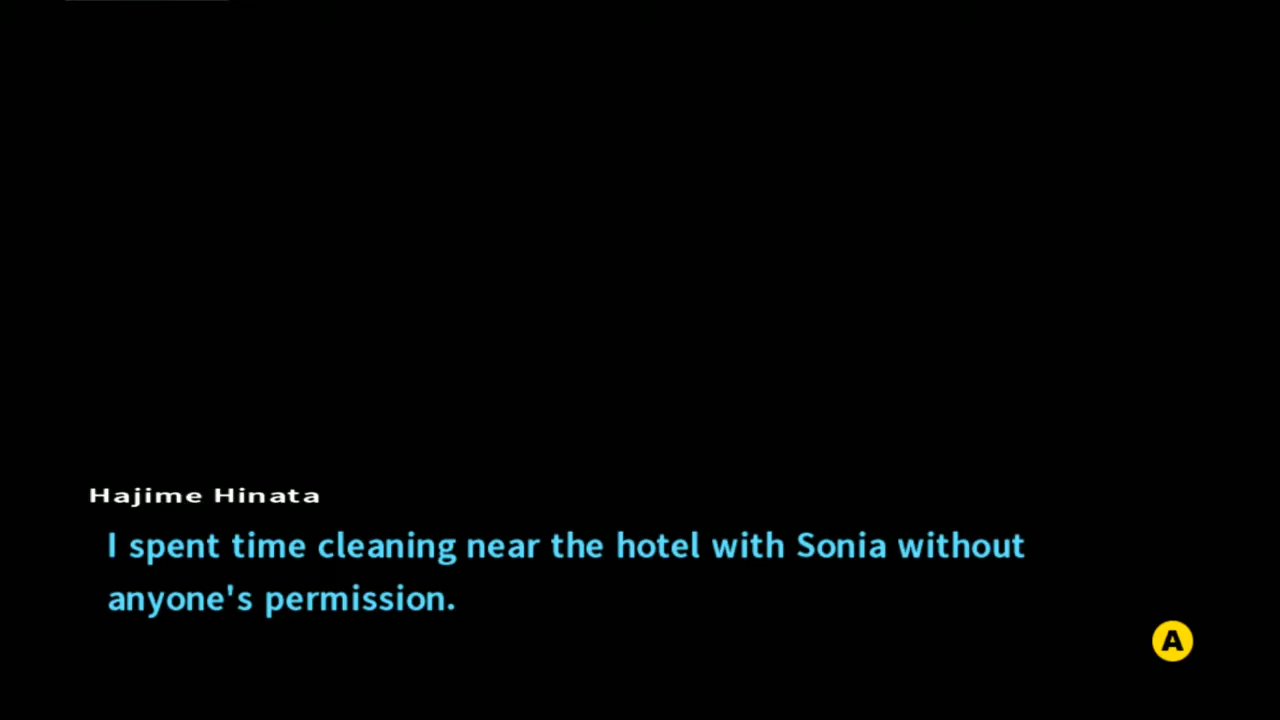 Hajime Hinata
I spent time cleaning near the hotel with Sonia without
anyone's permission.
A